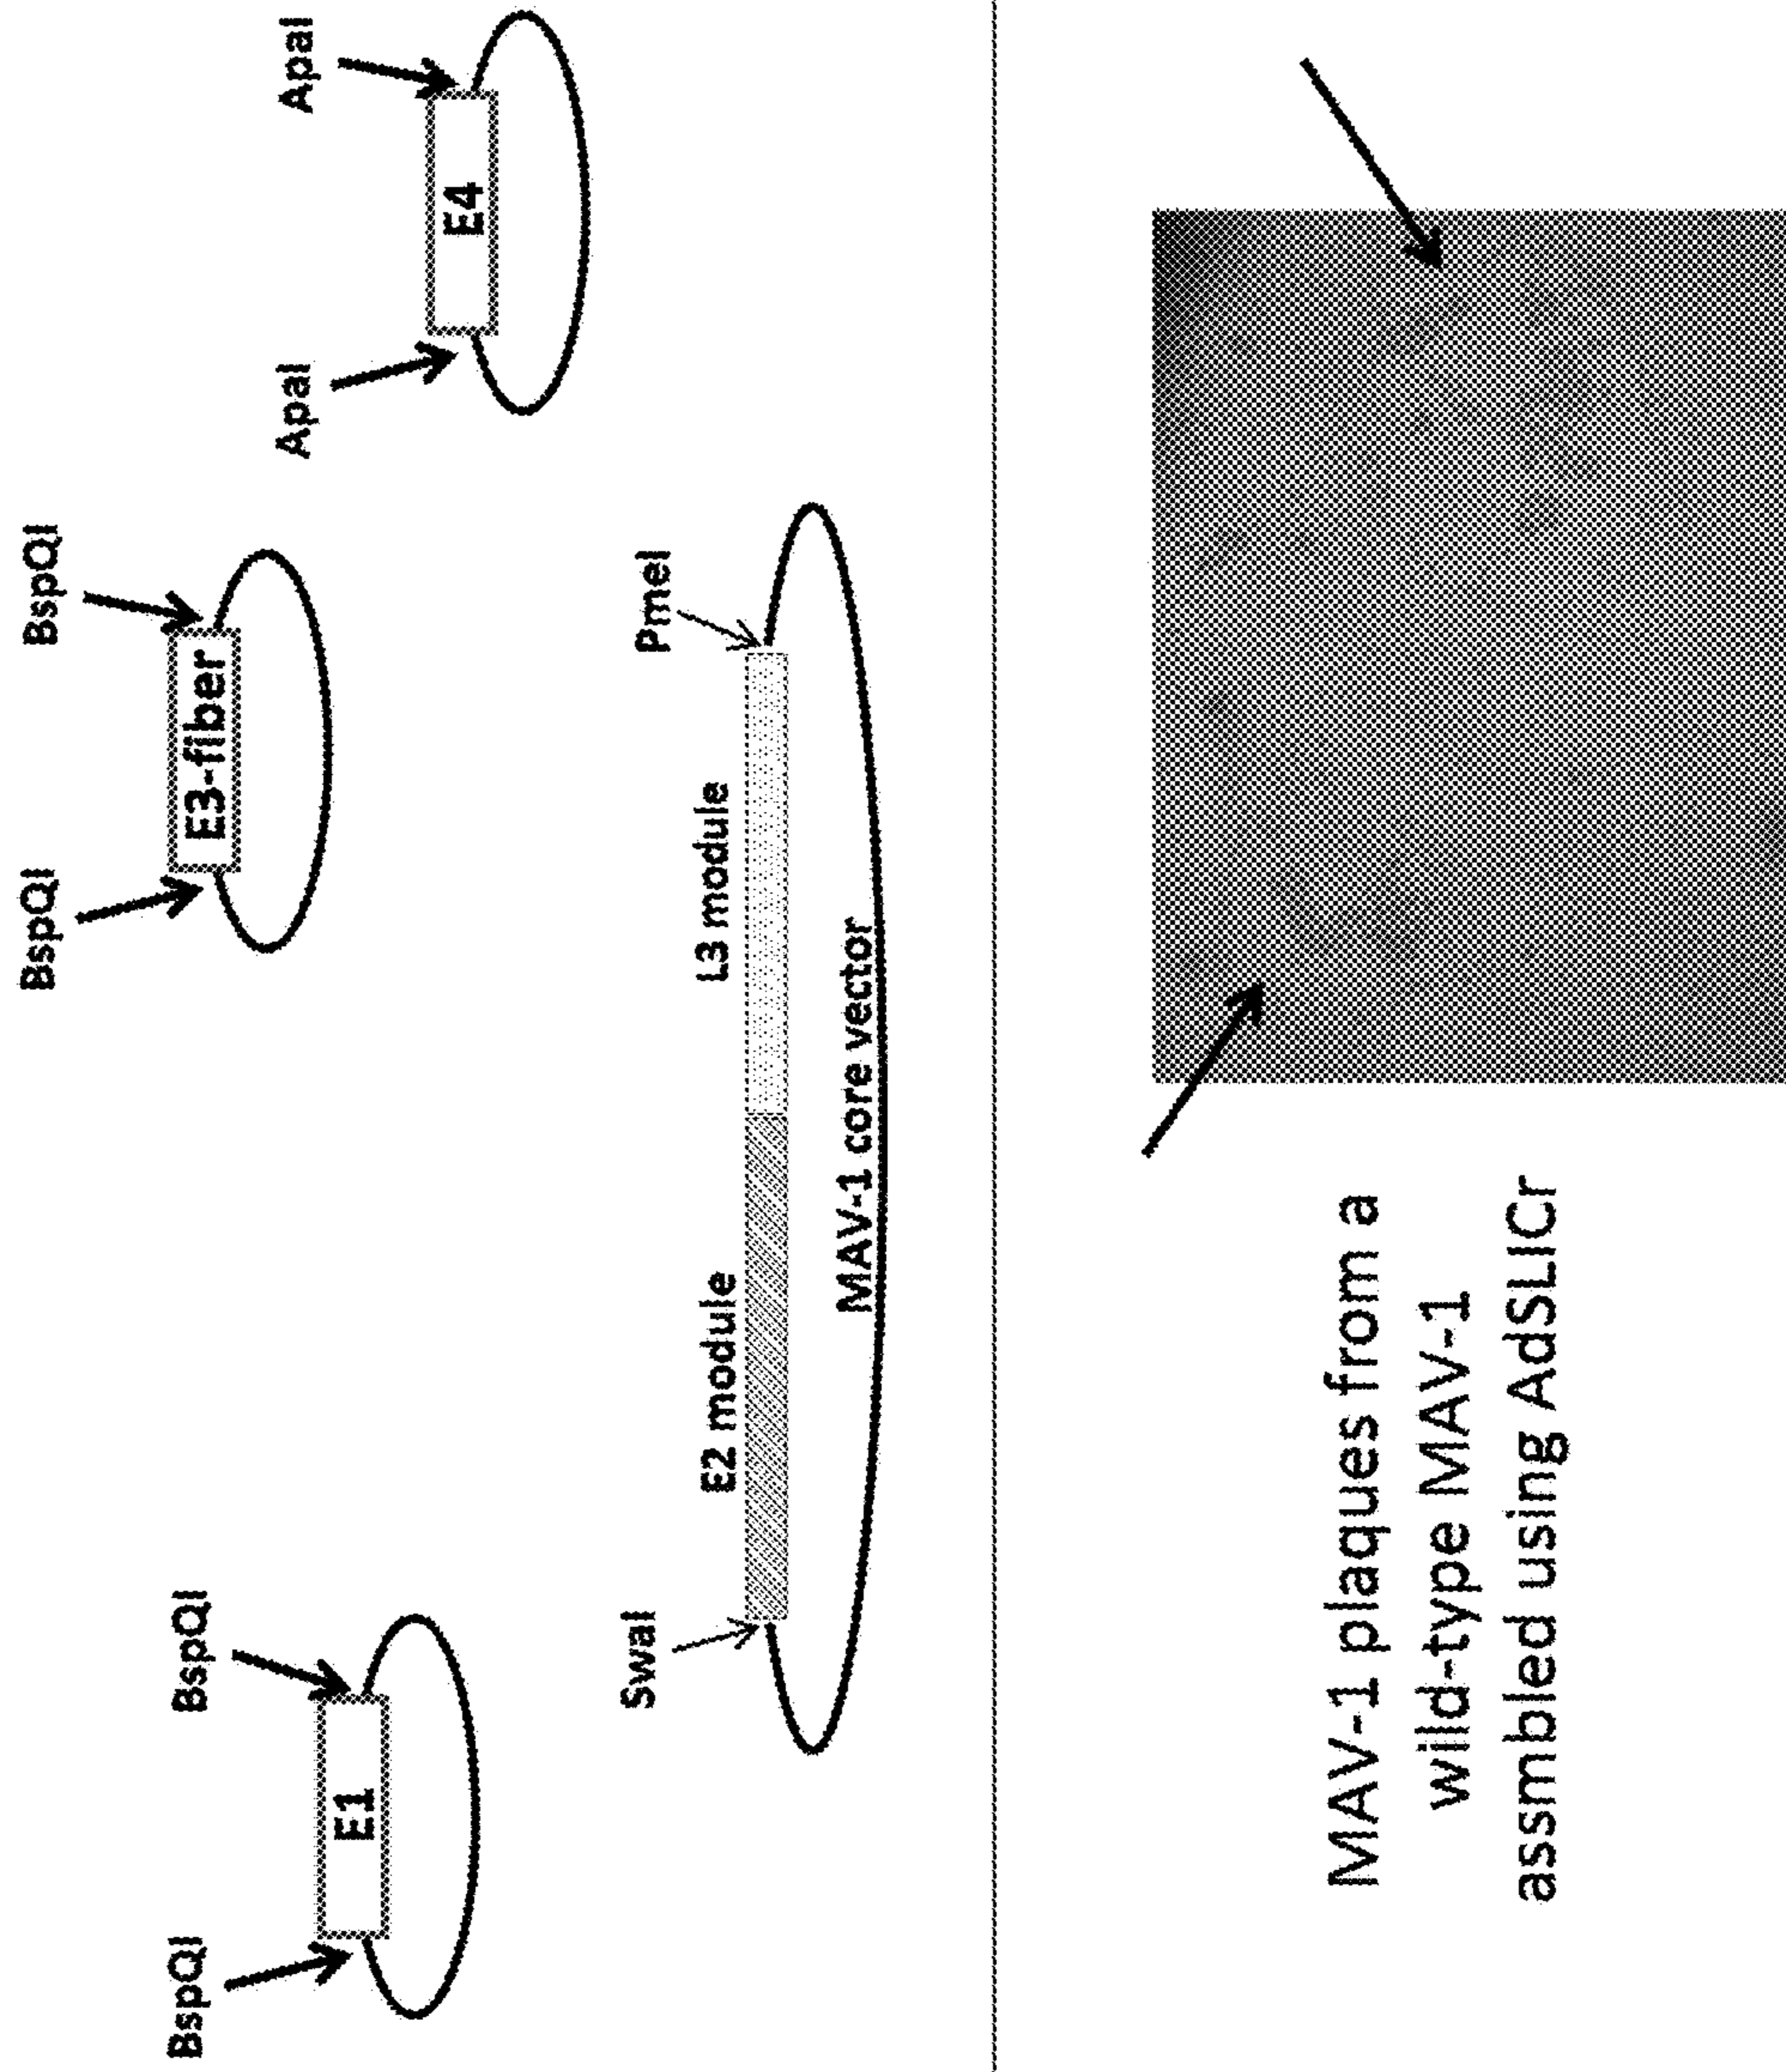 BspQI
BspQI
BspQI
BspQI
E3-fiber
ApaI
ApaI
E1
E4
SwaI
PmeI
E2 module
L3 module
MAV-1 core vector
MAV-1 plaques from a
wild-type MAV-1
assmbled using AdSLICr